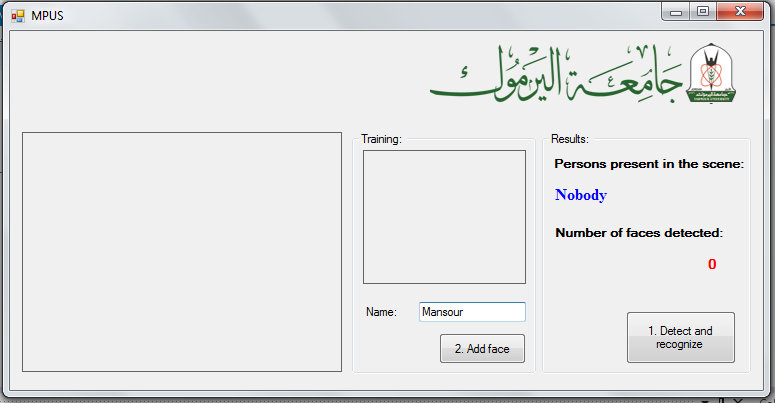 MPUS
جامعة اليرموك
Training:
Results:
Persons present in the scene:
Nobody
Number of faces detected:
0
Name:
Mansour
2. Add face
1. Detect and
recognize